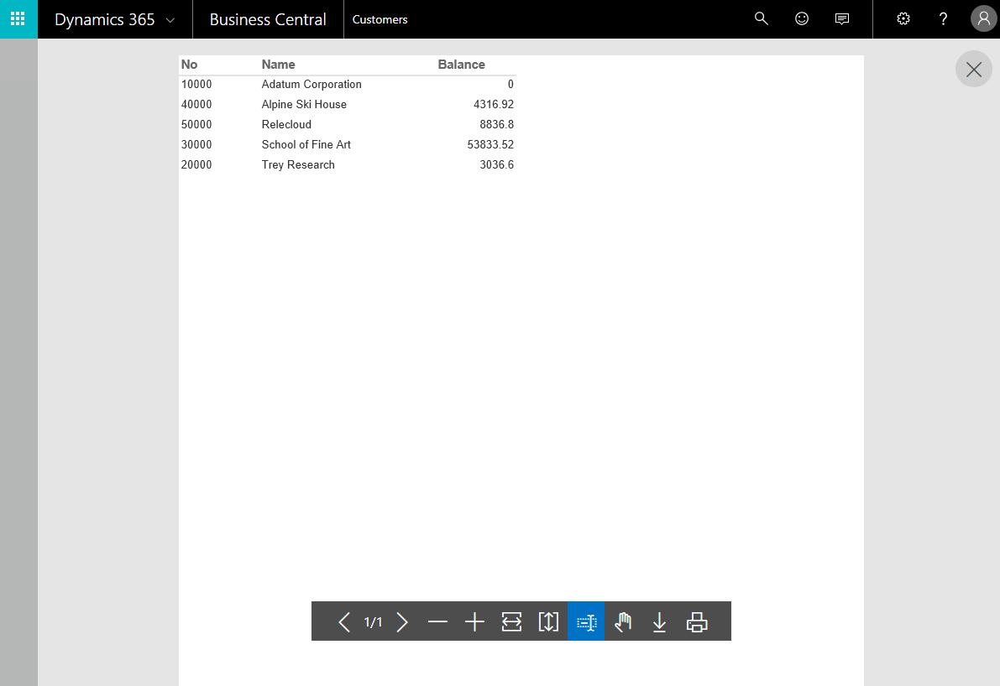 Dynamics 365 Business Central Customers ?
No Name Balance
10000 Adatum Corporation 0
40000 Alpine Ski House 4316.92
50000 Relecloud 8836.8
30000 School of Fine Art 53833.52
20000 Trey Research 3036.6
1/1